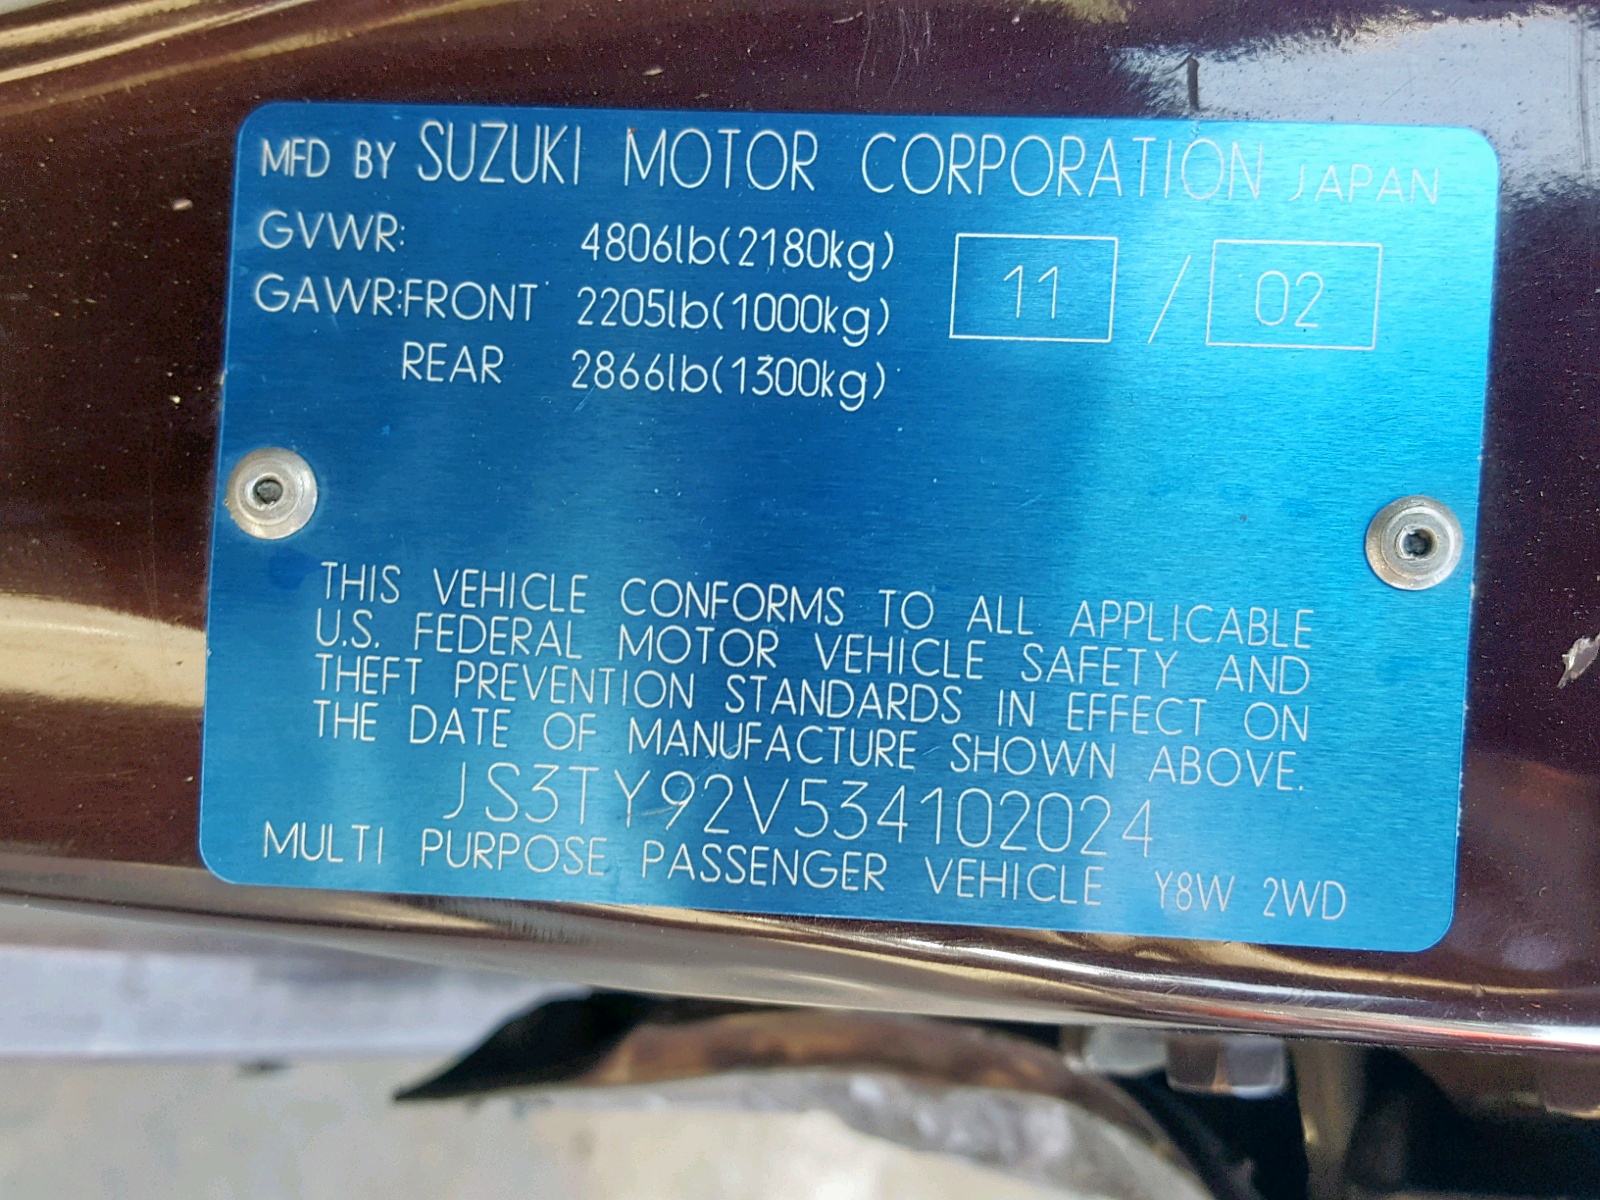 MFD BY SUZUKI MOTOR CORPORATION JAPAN
GVWR: 4806lb(2180kg)
GAWR:FRONT 2205lb(1000kg) 11 / 02
REAR 2866lb(1300kg)
THIS VEHICLE CONFORMS TO ALL APPLICABLE
U.S. FEDERAL MOTOR VEHICLE SAFETY AND
THEFT PREVENTION STANDARDS IN EFFECT ON
THE DATE OF MANUFACTURE SHOWN ABOVE.
JS3TY92V534102024
MULTI PURPOSE PASSENGER VEHICLE Y8W 2WD